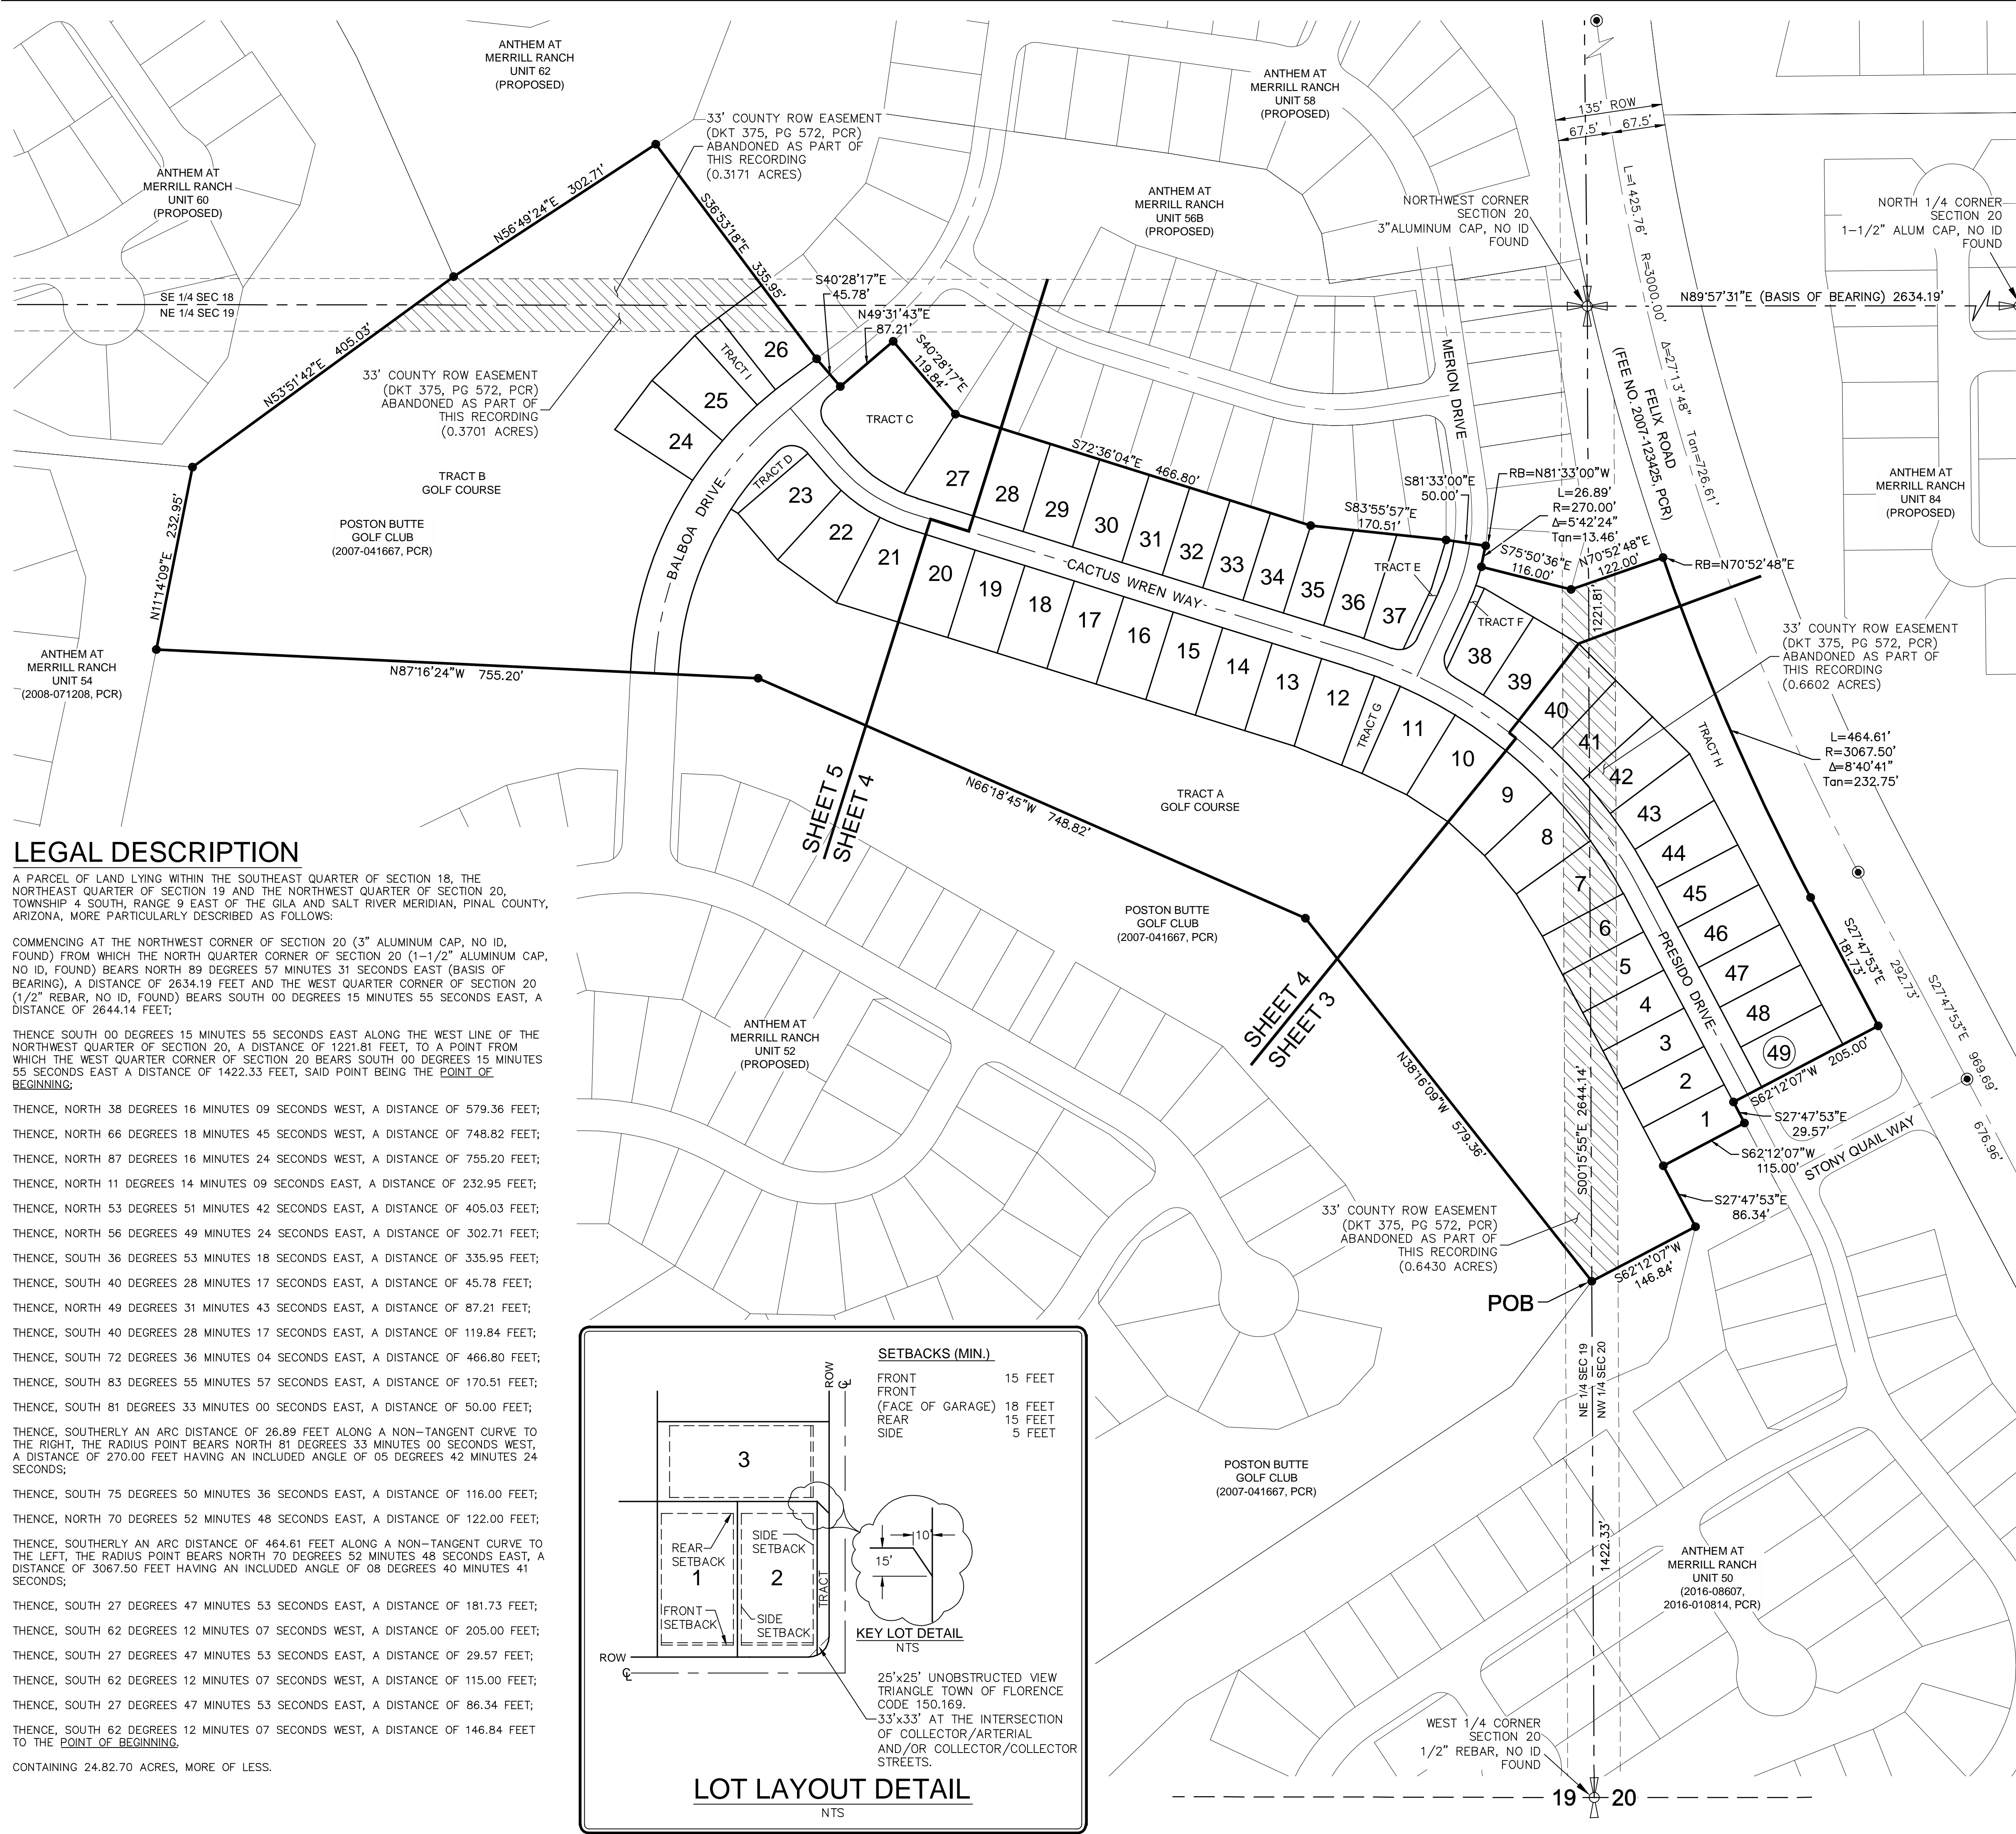 ANTHEM AT
MERRILL RANCH
UNIT 62
(PROPOSED)
ANTHEM AT
MERRILL RANCH
UNIT 58
(PROPOSED)
135' ROW
67.5'
67.5'
33' COUNTY ROW EASEMENT
(DKT 375, PG 572, PCR)
ABANDONED AS PART OF
THIS RECORDING
(0.3171 ACRES)
ANTHEM AT
MERRILL RANCH
UNIT 60
(PROPOSED)
N56°49'24"E 302.71'
S36°53'18"E 335.95'
ANTHEM AT
MERRILL RANCH
UNIT 56B
(PROPOSED)
NORTHWEST CORNER
SECTION 20
3"ALUMINUM CAP, NO ID
FOUND
L=1425.76' R=3000.00' Δ=27°13'48" Tan=726.61'
NORTH 1/4 CORNER
SECTION 20
1-1/2" ALUM CAP, NO ID
FOUND
SE 1/4 SEC 18
NE 1/4 SEC 19
S40°28'17"E
45.78'
N49°31'43"E
87.21'
S40°28'17"E
119.84'
N89°57'31"E (BASIS OF BEARING) 2634.19'
N53°51'42"E 405.03'
33' COUNTY ROW EASEMENT
(DKT 375, PG 572, PCR)
ABANDONED AS PART OF
THIS RECORDING
(0.3701 ACRES)
26
TRACT I
25
24
TRACT C
MERION DRIVE
FELIX ROAD
(FEE NO. 2007-123425, PCR)
TRACT B
GOLF COURSE
POSTON BUTTE
GOLF CLUB
(2007-041667, PCR)
N11°14'09"E 232.95'
BALBOA DRIVE
TRACT D
23
22
21
27
28
29
30
31
32
33
34
35
36
37
S72°36'04"E 466.80'
S83°55'57"E
170.51'
S81°33'00"E
50.00'
RB=N81°33'00"W
L=26.89'
R=270.00'
Δ=5°42'24"
Tan=13.46'
S75°50'36"E
116.00'
N70°52'48"E
122.00'
RB=N70°52'48"E
ANTHEM AT
MERRILL RANCH
UNIT 84
(PROPOSED)
TRACT E
TRACT F
1221.81'
CACTUS WREN WAY
20
19
18
17
16
15
14
13
12
TRACT G
11
10
9
8
7
6
5
4
3
2
1
38
39
40
41
42
43
44
45
46
47
48
49
TRACT H
33' COUNTY ROW EASEMENT
(DKT 375, PG 572, PCR)
ABANDONED AS PART OF
THIS RECORDING
(0.6602 ACRES)
L=464.61'
R=3067.50'
Δ=8°40'41"
Tan=232.75'
ANTHEM AT
MERRILL RANCH
UNIT 54
(2008-071208, PCR)
N87°16'24"W 755.20'
SHEET 5
SHEET 4
N66°18'45"W 748.82'
TRACT A
GOLF COURSE
POSTON BUTTE
GOLF CLUB
(2007-041667, PCR)
SHEET 4
SHEET 3
PRESIDO DRIVE
S27°47'53"E
181.73'
292.73'
S27°47'53"E 969.69'
676.96'
S62°12'07"W 205.00'
S27°47'53"E
29.57'
STONY QUAIL WAY
S62°12'07"W
115.00'
S27°47'53"E
86.34'
S62°12'07"W
146.84'
N38°16'09"W 579.36'
S00°15'55"E 2644.14'
ANTHEM AT
MERRILL RANCH
UNIT 52
(PROPOSED)
33' COUNTY ROW EASEMENT
(DKT 375, PG 572, PCR)
ABANDONED AS PART OF
THIS RECORDING
(0.6430 ACRES)
POB
NE 1/4 SEC 19
NW 1/4 SEC 20
POSTON BUTTE
GOLF CLUB
(2007-041667, PCR)
1422.33'
ANTHEM AT
MERRILL RANCH
UNIT 50
(2016-08607,
2016-010814, PCR)
WEST 1/4 CORNER
SECTION 20
1/2" REBAR, NO ID
FOUND
19
20
LEGAL DESCRIPTION
A PARCEL OF LAND LYING WITHIN THE SOUTHEAST QUARTER OF SECTION 18, THE
NORTHEAST QUARTER OF SECTION 19 AND THE NORTHWEST QUARTER OF SECTION 20,
TOWNSHIP 4 SOUTH, RANGE 9 EAST OF THE GILA AND SALT RIVER MERIDIAN, PINAL COUNTY,
ARIZONA, MORE PARTICULARLY DESCRIBED AS FOLLOWS:
COMMENCING AT THE NORTHWEST CORNER OF SECTION 20 (3" ALUMINUM CAP, NO ID,
FOUND) FROM WHICH THE NORTH QUARTER CORNER OF SECTION 20 (1-1/2" ALUMINUM CAP,
NO ID, FOUND) BEARS NORTH 89 DEGREES 57 MINUTES 31 SECONDS EAST (BASIS OF
BEARING), A DISTANCE OF 2634.19 FEET AND THE WEST QUARTER CORNER OF SECTION 20
(1/2" REBAR, NO ID, FOUND) BEARS SOUTH 00 DEGREES 15 MINUTES 55 SECONDS EAST, A
DISTANCE OF 2644.14 FEET;
THENCE SOUTH 00 DEGREES 15 MINUTES 55 SECONDS EAST ALONG THE WEST LINE OF THE
NORTHWEST QUARTER OF SECTION 20, A DISTANCE OF 1221.81 FEET, TO A POINT FROM
WHICH THE WEST QUARTER CORNER OF SECTION 20 BEARS SOUTH 00 DEGREES 15 MINUTES
55 SECONDS EAST A DISTANCE OF 1422.33 FEET, SAID POINT BEING THE POINT OF
BEGINNING;
THENCE, NORTH 38 DEGREES 16 MINUTES 09 SECONDS WEST, A DISTANCE OF 579.36 FEET;
THENCE, NORTH 66 DEGREES 18 MINUTES 45 SECONDS WEST, A DISTANCE OF 748.82 FEET;
THENCE, NORTH 87 DEGREES 16 MINUTES 24 SECONDS WEST, A DISTANCE OF 755.20 FEET;
THENCE, NORTH 11 DEGREES 14 MINUTES 09 SECONDS EAST, A DISTANCE OF 232.95 FEET;
THENCE, NORTH 53 DEGREES 51 MINUTES 42 SECONDS EAST, A DISTANCE OF 405.03 FEET;
THENCE, NORTH 56 DEGREES 49 MINUTES 24 SECONDS EAST, A DISTANCE OF 302.71 FEET;
THENCE, SOUTH 36 DEGREES 53 MINUTES 18 SECONDS EAST, A DISTANCE OF 335.95 FEET;
THENCE, SOUTH 40 DEGREES 28 MINUTES 17 SECONDS EAST, A DISTANCE OF 45.78 FEET;
THENCE, NORTH 49 DEGREES 31 MINUTES 43 SECONDS EAST, A DISTANCE OF 87.21 FEET;
THENCE, SOUTH 40 DEGREES 28 MINUTES 17 SECONDS EAST, A DISTANCE OF 119.84 FEET;
THENCE, SOUTH 72 DEGREES 36 MINUTES 04 SECONDS EAST, A DISTANCE OF 466.80 FEET;
THENCE, SOUTH 83 DEGREES 55 MINUTES 57 SECONDS EAST, A DISTANCE OF 170.51 FEET;
THENCE, SOUTH 81 DEGREES 33 MINUTES 00 SECONDS EAST, A DISTANCE OF 50.00 FEET;
THENCE, SOUTHERLY AN ARC DISTANCE OF 26.89 FEET ALONG A NON-TANGENT CURVE TO
THE RIGHT, THE RADIUS POINT BEARS NORTH 81 DEGREES 33 MINUTES 00 SECONDS WEST,
A DISTANCE OF 270.00 FEET HAVING AN INCLUDED ANGLE OF 05 DEGREES 42 MINUTES 24
SECONDS;
THENCE, SOUTH 75 DEGREES 50 MINUTES 36 SECONDS EAST, A DISTANCE OF 116.00 FEET;
THENCE, NORTH 70 DEGREES 52 MINUTES 48 SECONDS EAST, A DISTANCE OF 122.00 FEET;
THENCE, SOUTHERLY AN ARC DISTANCE OF 464.61 FEET ALONG A NON-TANGENT CURVE TO
THE LEFT, THE RADIUS POINT BEARS NORTH 70 DEGREES 52 MINUTES 48 SECONDS EAST, A
DISTANCE OF 3067.50 FEET HAVING AN INCLUDED ANGLE OF 08 DEGREES 40 MINUTES 41
SECONDS;
THENCE, SOUTH 27 DEGREES 47 MINUTES 53 SECONDS EAST, A DISTANCE OF 181.73 FEET;
THENCE, SOUTH 62 DEGREES 12 MINUTES 07 SECONDS WEST, A DISTANCE OF 205.00 FEET;
THENCE, SOUTH 27 DEGREES 47 MINUTES 53 SECONDS EAST, A DISTANCE OF 29.57 FEET;
THENCE, SOUTH 62 DEGREES 12 MINUTES 07 SECONDS WEST, A DISTANCE OF 115.00 FEET;
THENCE, SOUTH 27 DEGREES 47 MINUTES 53 SECONDS EAST, A DISTANCE OF 86.34 FEET;
THENCE, SOUTH 62 DEGREES 12 MINUTES 07 SECONDS WEST, A DISTANCE OF 146.84 FEET
TO THE POINT OF BEGINNING.
CONTAINING 24.82.70 ACRES, MORE OF LESS.
ROW
℄
SETBACKS (MIN.)
FRONT 15 FEET
FRONT
(FACE OF GARAGE) 18 FEET
REAR 15 FEET
SIDE 5 FEET
3
REAR
SETBACK
1
FRONT
SETBACK
SIDE
SETBACK
2
SIDE
SETBACK
TRACT
10'
15'
KEY LOT DETAIL
NTS
ROW
℄
25'x25' UNOBSTRUCTED VIEW
TRIANGLE TOWN OF FLORENCE
CODE 150.169.
33'x33' AT THE INTERSECTION
OF COLLECTOR/ARTERIAL
AND/OR COLLECTOR/COLLECTOR
STREETS.
LOT LAYOUT DETAIL
NTS